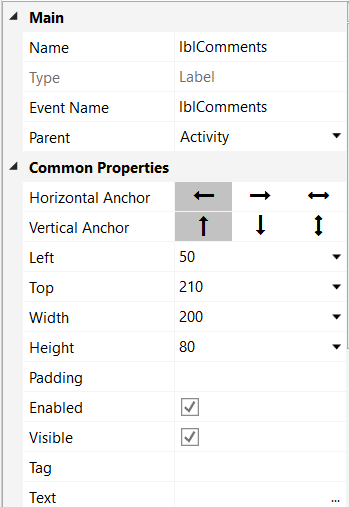 Main
Name lblComments
Type Label
Event Name lblComments
Parent Activity
Common Properties
Horizontal Anchor
Vertical Anchor
Left 50
Top 210
Width 200
Height 80
Padding
Enabled
Visible
Tag
Text ...